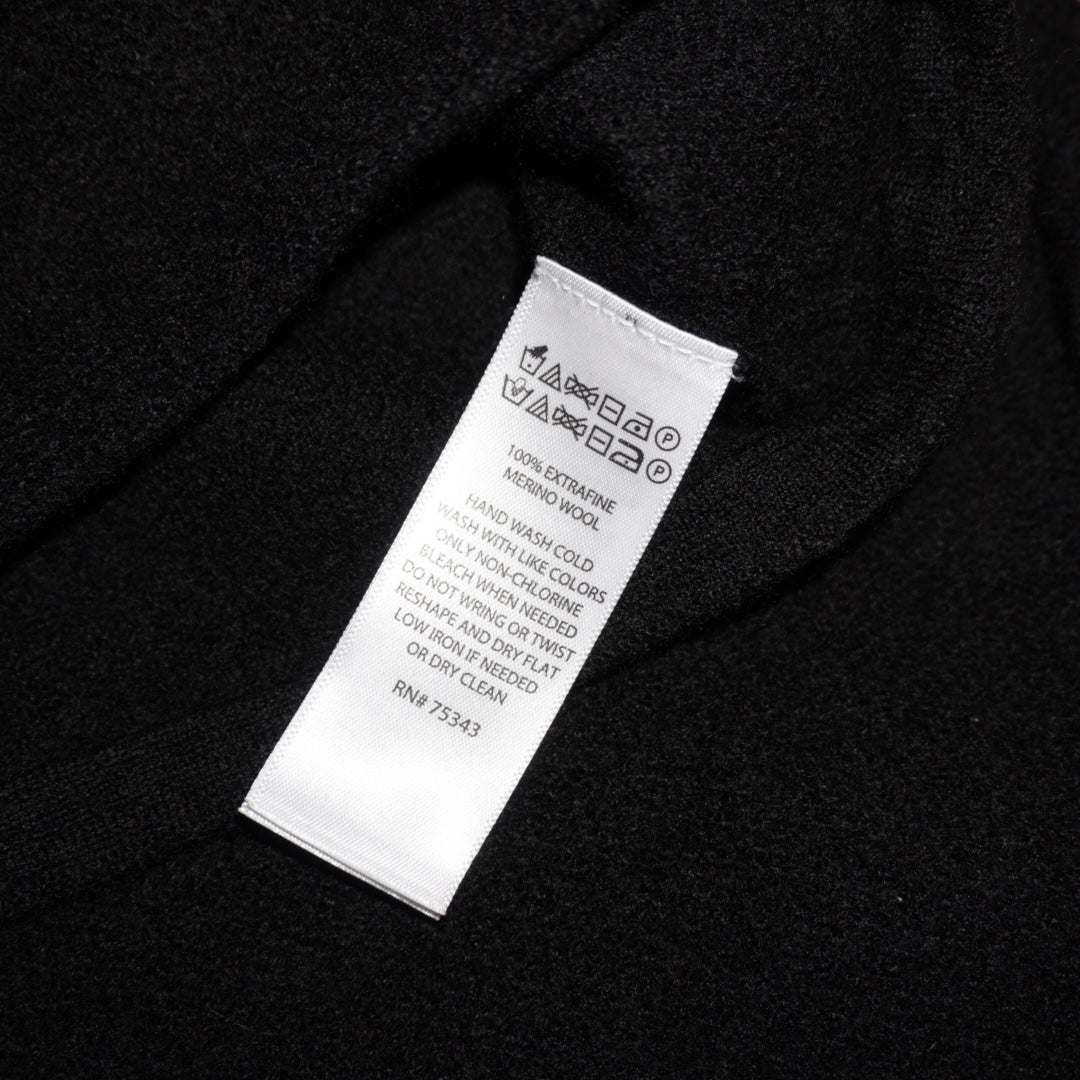 P
P
100% EXTRAFINE
MERINO WOOL
HAND WASH COLD
WASH WITH LIKE COLORS
ONLY NON-CHLORINE
BLEACH WHEN NEEDED
DO NOT WRING OR TWIST
RESHAPE AND DRY FLAT
LOW IRON IF NEEDED
OR DRY CLEAN
RN# 75343